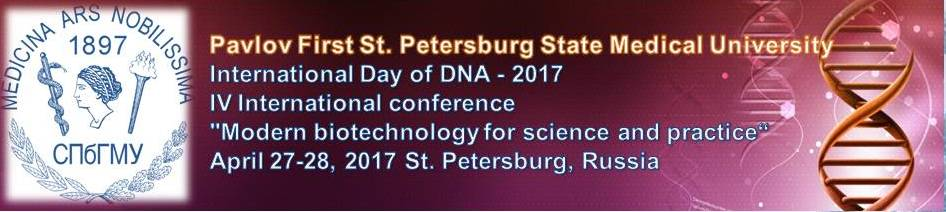 MEDICINA ARS NOBILISSIMA
1897
СПбГМУ
Pavlov First St. Petersburg State Medical University
International Day of DNA - 2017
IV International conference
"Modern biotechnology for science and practice“
April 27-28, 2017 St. Petersburg, Russia